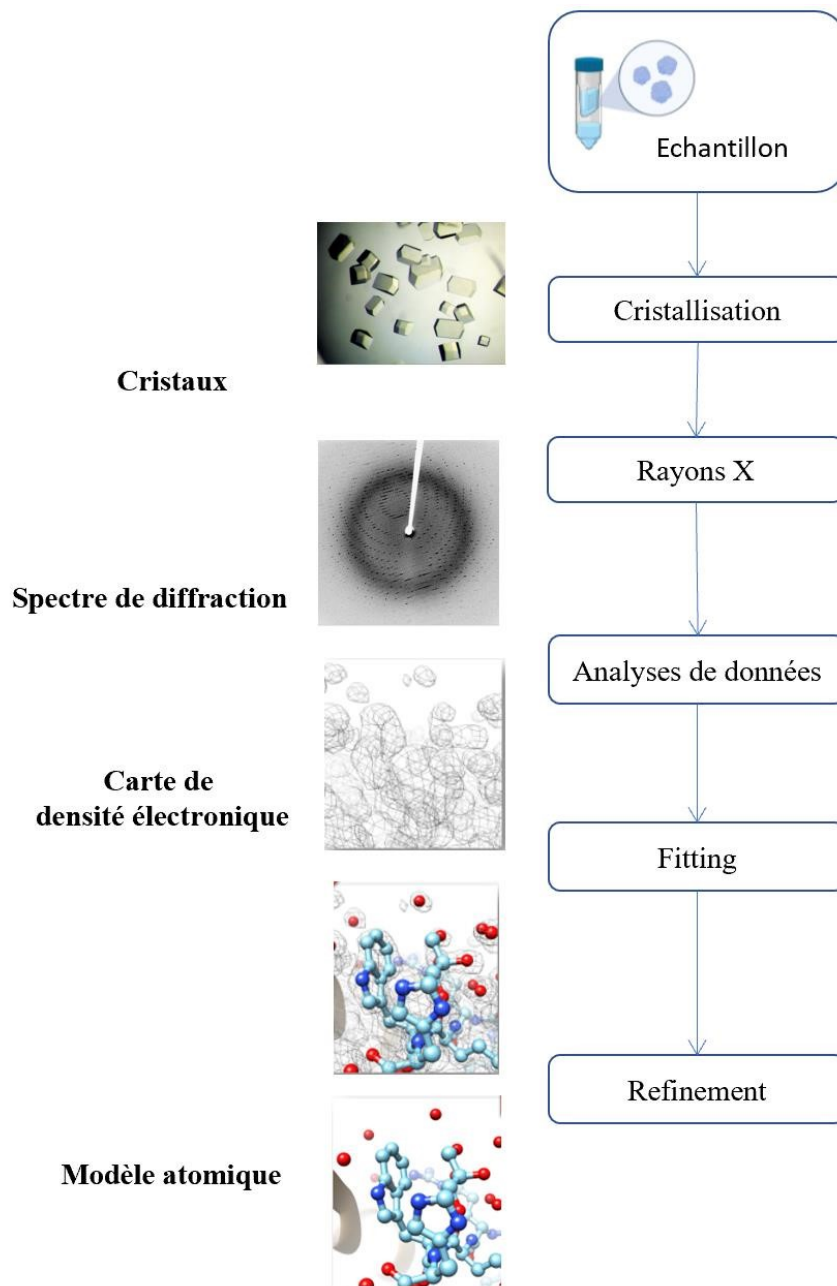 Echantillon
Cristallisation
Cristaux
Rayons X
Spectre de diffraction
Analyses de données
Carte de
densité électronique
Fitting
Refinement
Modèle atomique